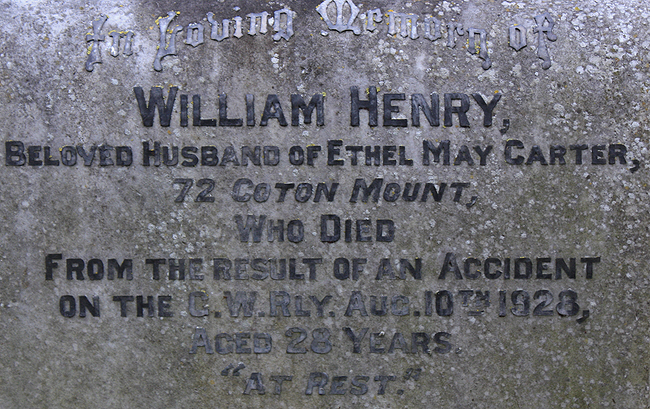 In Loving Memory of
WILLIAM HENRY,
BELOVED HUSBAND OF ETHEL MAY CARTER,
72 COTON MOUNT,
WHO DIED
FROM THE RESULT OF AN ACCIDENT
ON THE G.W.RLY. AUG. 10TH 1928,
AGED 28 YEARS.
"AT REST."